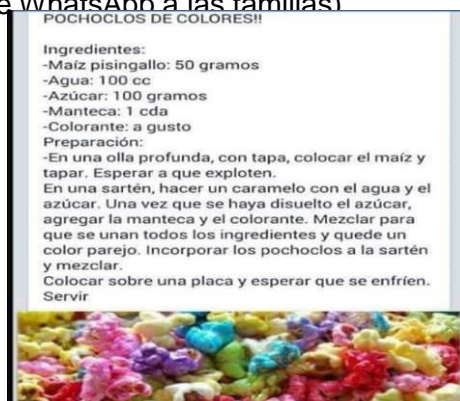 e WhatsApp a las familias)
POCHOCLOS DE COLORES!!
Ingredientes:
-Maíz pisingallo: 50 gramos
-Agua: 100 cc
-Azúcar: 100 gramos
-Manteca: 1 cda
-Colorante: a gusto
Preparación:
-En una olla profunda, con tapa, colocar el maíz y
tapar. Esperar a que exploten.
En una sartén, hacer un caramelo con el agua y el
azúcar. Una vez que se haya disuelto el azúcar,
agregar la manteca y el colorante. Mezclar para
que se unan todos los ingredientes y quede un
color parejo. Incorporar los pochoclos a la sartén
y mezclar.
Colocar sobre una placa y esperar que se enfríen.
Servir